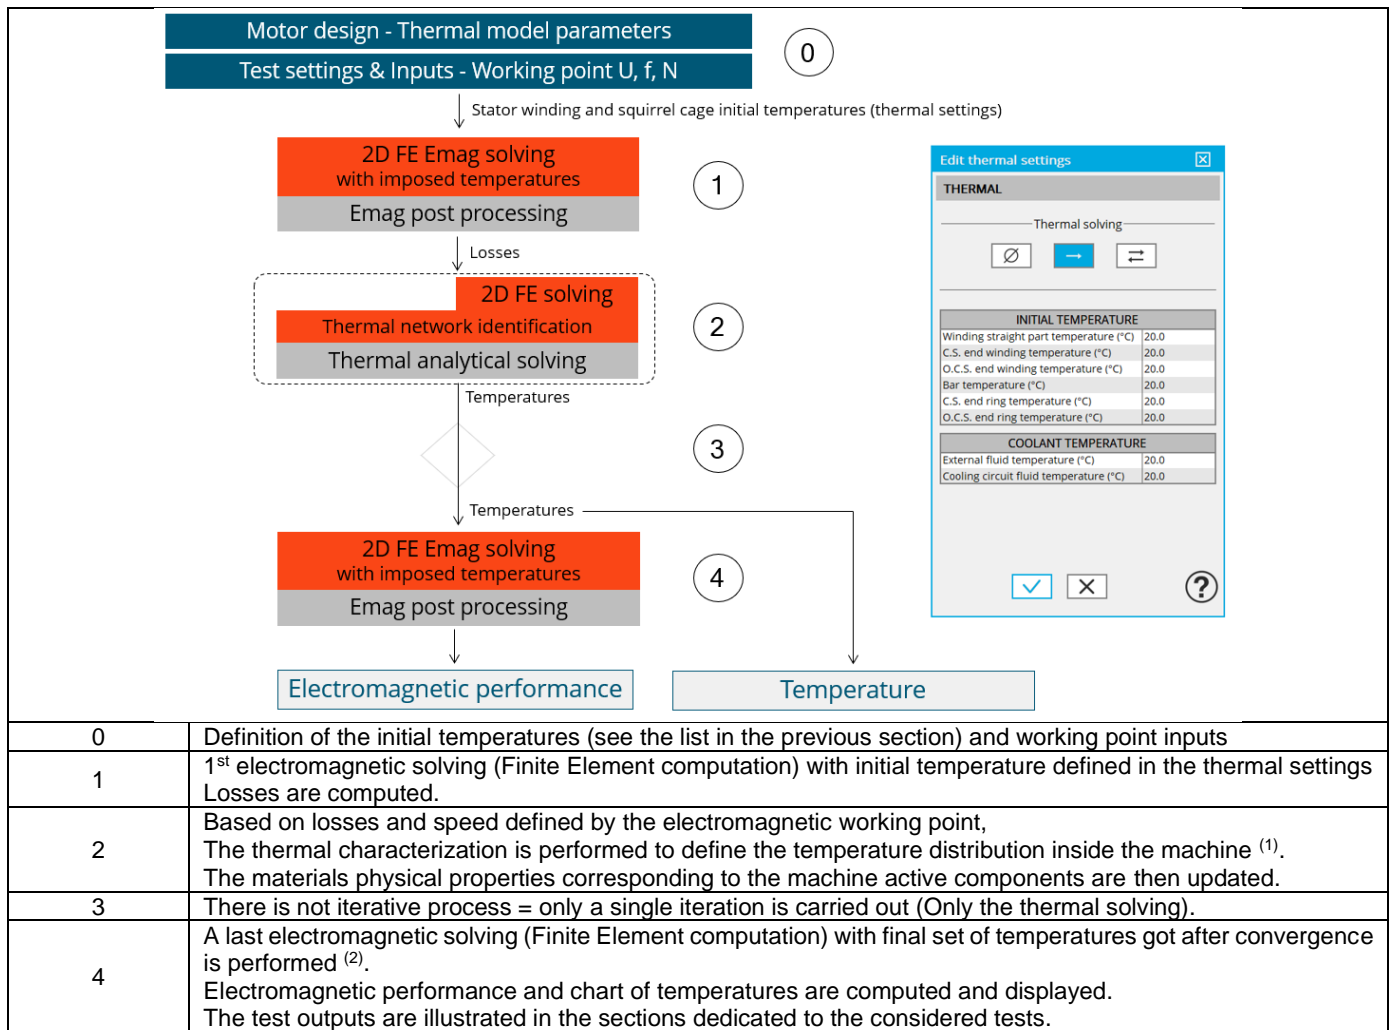 Motor design - Thermal model parameters
0
Test settings & Inputs - Working point U, f, N
Stator winding and squirrel cage initial temperatures (thermal settings)
2D FE Emag solving
with imposed temperatures
1
Emag post processing
Losses
2D FE solving
Thermal network identification
2
Thermal analytical solving
Temperatures
3
Temperatures
2D FE Emag solving
with imposed temperatures
4
Emag post processing
Electromagnetic performance
Temperature
Edit thermal settings
THERMAL
Thermal solving
INITIAL TEMPERATURE
Winding straight part temperature (°C) 20.0
C.S. end winding temperature (°C) 20.0
O.C.S. end winding temperature (°C) 20.0
Bar temperature (°C) 20.0
C.S. end ring temperature (°C) 20.0
O.C.S. end ring temperature (°C) 20.0
COOLANT TEMPERATURE
External fluid temperature (°C) 20.0
Cooling circuit fluid temperature (°C) 20.0
?
0 Definition of the initial temperatures (see the list in the previous section) and working point inputs
1 1st electromagnetic solving (Finite Element computation) with initial temperature defined in the thermal settings
Losses are computed.
2 Based on losses and speed defined by the electromagnetic working point,
The thermal characterization is performed to define the temperature distribution inside the machine (1).
The materials physical properties corresponding to the machine active components are then updated.
3 There is not iterative process = only a single iteration is carried out (Only the thermal solving).
4 A last electromagnetic solving (Finite Element computation) with final set of temperatures got after convergence
is performed (2).
Electromagnetic performance and chart of temperatures are computed and displayed.
The test outputs are illustrated in the sections dedicated to the considered tests.